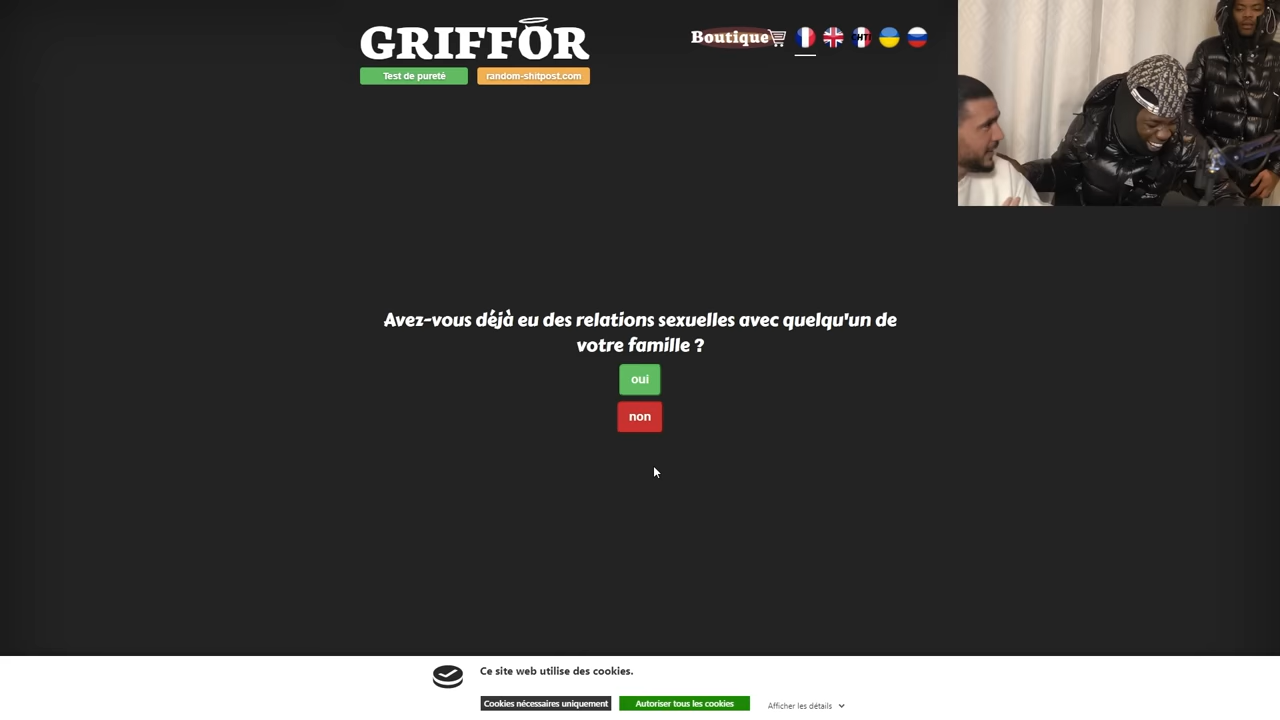 GRIFFÖR
Boutique
CHTI
Test de pureté
random-shitpost.com
Avez-vous déjà eu des relations sexuelles avec quelqu'un de
votre famille ?
oui
non
Ce site web utilise des cookies.
Cookies nécessaires uniquement
Autoriser tous les cookies
Afficher les détails